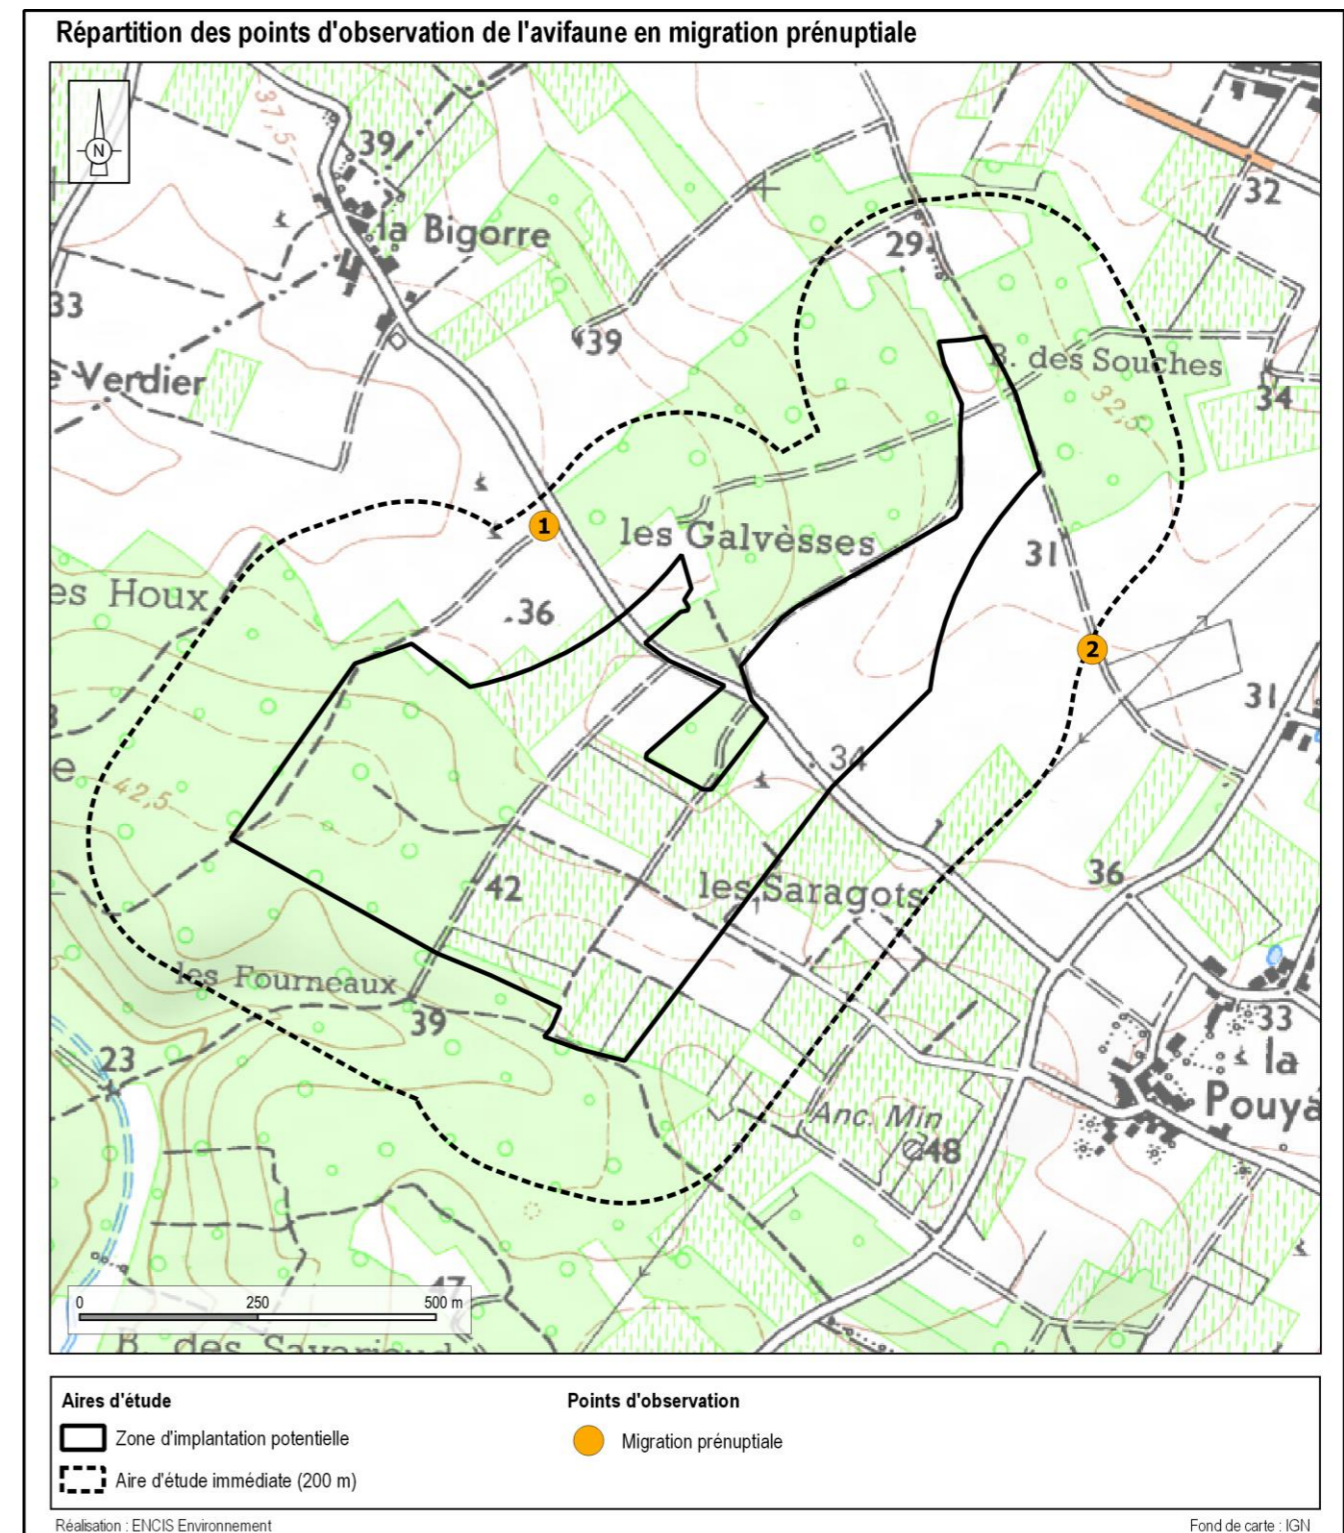 Répartition des points d'observation de l'avifaune en migration prénuptiale
N
37,5
39
la Bigorre
32
29
33
39
e Verdier
B. des Souches
34
32,5
1
les Galvèsses
31
es Houx
36
2
31
3
e
42,5
34
36
42
les Saragots
les Fourneaux
39
33
23
la
Pouya
Anc. Min
48
47
0 250 500 m
B. des Savariaud
Aires d'étude
Points d'observation
Zone d'implantation potentielle
Migration prénuptiale
Aire d'étude immédiate (200 m)
Réalisation : ENCIS Environnement
Fond de carte : IGN